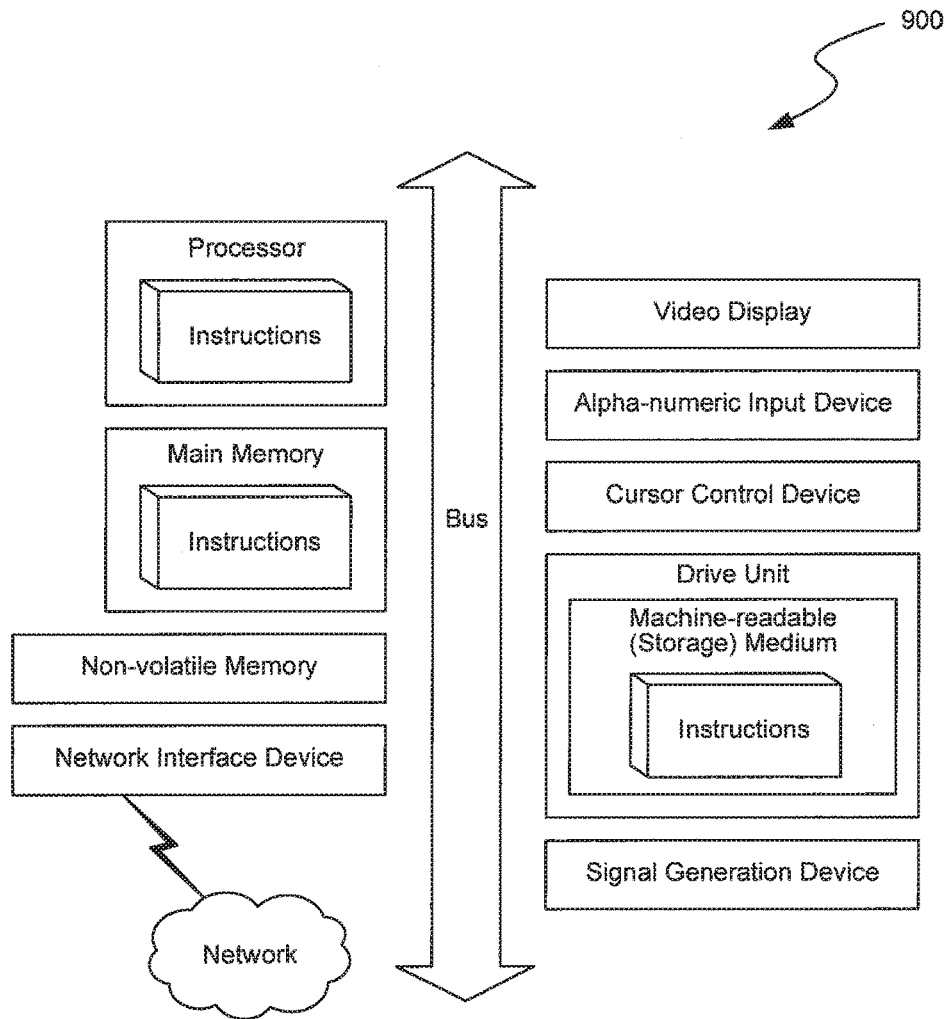 900
Processor
Instructions
Main Memory
Instructions
Non-volatile Memory
Network Interface Device
Network
Bus
Video Display
Alpha-numeric Input Device
Cursor Control Device
Drive Unit
Machine-readable
(Storage) Medium
Instructions
Signal Generation Device